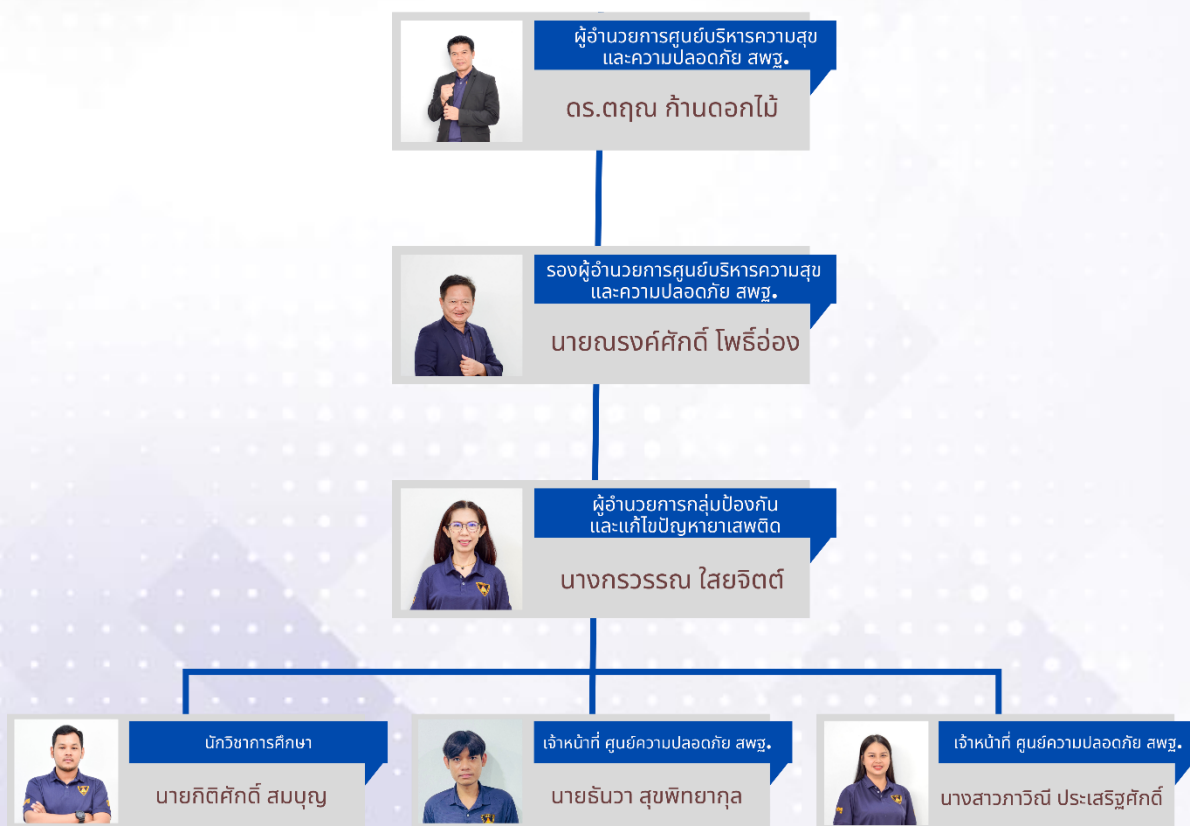 ผู้อำนวยการศูนย์บริหารความสุข
และความปลอดภัย สพฐ.
ดร.ตฤณ ก้านดอกไม้
รองผู้อำนวยการศูนย์บริหารความสุข
และความปลอดภัย สพฐ.
นายณรงค์ศักดิ์ โพธิ์อ่อง
ผู้อำนวยการกลุ่มป้องกัน
และแก้ไขปัญหายาเสพติด
นางกรวรรณ ใสยจิตต์
นักวิชาการศึกษา
นายกิติศักดิ์ สมบุญ
เจ้าหน้าที่ ศูนย์ความปลอดภัย สพฐ.
นายธันวา สุขพิทยากุล
เจ้าหน้าที่ ศูนย์ความปลอดภัย สพฐ.
นางสาวภาวิณี ประเสริฐศักดิ์